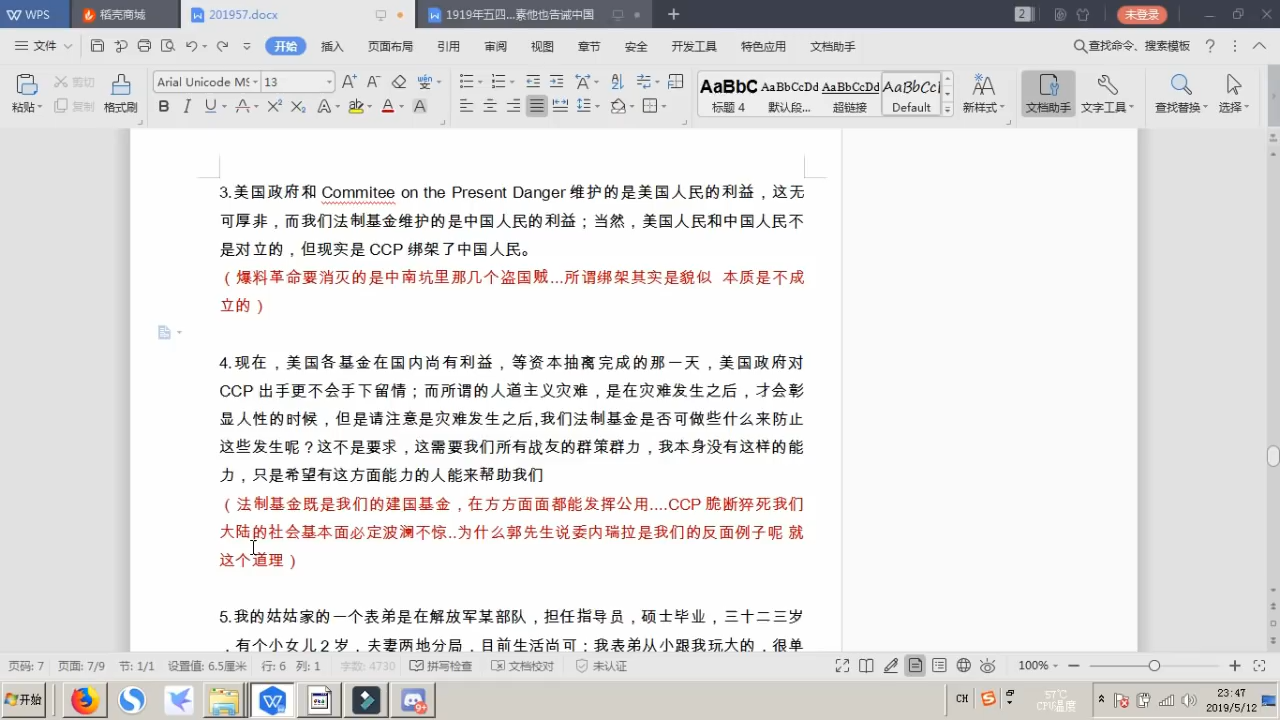 WPS 稻壳商城 201957.docx 1919年五四...素他也告诫中国 2 未登录
文件 开始 插入 页面布局 引用 审阅 视图 章节 安全 开发工具 特色应用 文档助手 查找命令、搜索模板
粘贴 剪切 复制 格式刷 Arial Unicode MS 13 AaBbC 标题 4 AaBbCcDd 默认段... AaBbCcDd 超链接 AaBbCcI Default 新样式 文档助手 文字工具 查找替换 选择
3.美国政府和 Commitee on the Present Danger 维护的是美国人民的利益，这无
可厚非，而我们法制基金维护的是中国人民的利益；当然，美国人民和中国人民不
是对立的，但现实是 CCP 绑架了中国人民。
（爆料革命要消灭的是中南坑里那几个盗国贼...所谓绑架其实是貌似 本质是不成
立的）
4.现在，美国各基金在国内尚有利益，等资本抽离完成的那一天，美国政府对
CCP 出手更不会手下留情；而所谓的人道主义灾难，是在灾难发生之后，才会彰
显人性的时候，但是请注意是灾难发生之后,我们法制基金是否可做些什么来防止
这些发生呢？这不是要求，这需要我们所有战友的群策群力，我本身没有这样的能
力，只是希望有这方面能力的人能来帮助我们
（法制基金既是我们的建国基金，在方方面面都能发挥公用....CCP 脆断猝死我们
大陆的社会基本面必定波澜不惊..为什么郭先生说委内瑞拉是我们的反面例子呢 就
这个道理）
5.我的姑姑家的一个表弟是在解放军某部队，担任指导员，硕士毕业，三十二三岁
，有个小女儿 2 岁，夫妻两地分局，目前生活尚可；我表弟从小跟我玩大的，很单
页码: 7 页面: 7/9 节: 1/1 设置值: 6.5厘米 行: 6 列: 1 字数: 4730 拼写检查 文档校对 未认证 100%
开始 CH 57℃ CPU温度 23:47
2019/5/12